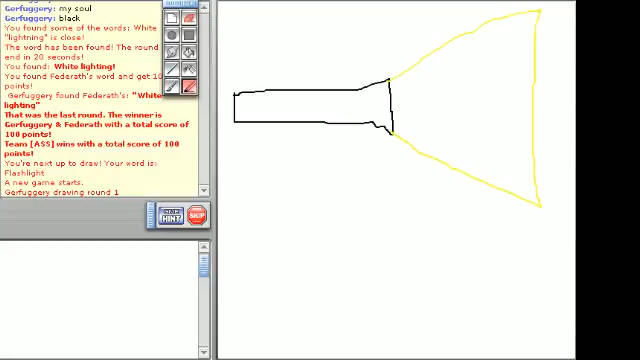 Gerfuggery: my soul
Gerfuggery: black
You found some of the words: White
"lightning" is close!
The word has been found! The round
end in 20 seconds!
You found: White lighting!
You found Federath's word and get 10
points!
Gerfuggery found Federath's: "White
lighting"
That was the last round. The winner is
Gerfuggery & Federath with a total score of
100 points!
Team [ASS] wins with a total score of 100
points!
You're next up to draw! Your word is:
Flashlight
A new game starts.
Gerfuggery drawing round 1
HINT
SKIP